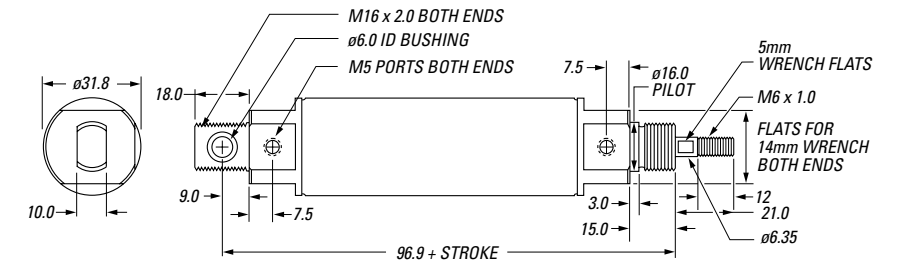 M16 x 2.0 BOTH ENDS
ø6.0 ID BUSHING
M5 PORTS BOTH ENDS
ø31.8
18.0
7.5
ø16.0
PILOT
5mm
WRENCH FLATS
M6 x 1.0
FLATS FOR
14mm WRENCH
BOTH ENDS
10.0
9.0
7.5
3.0
15.0
12
21.0
ø6.35
96.9 + STROKE